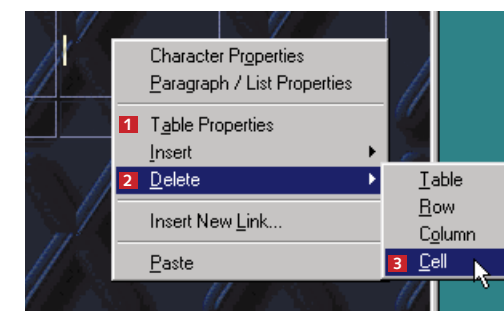 Character Properties
Paragraph / List Properties
1 Table Properties
Insert
2 Delete
Insert New Link...
Paste
Table
Row
Column
3 Cell